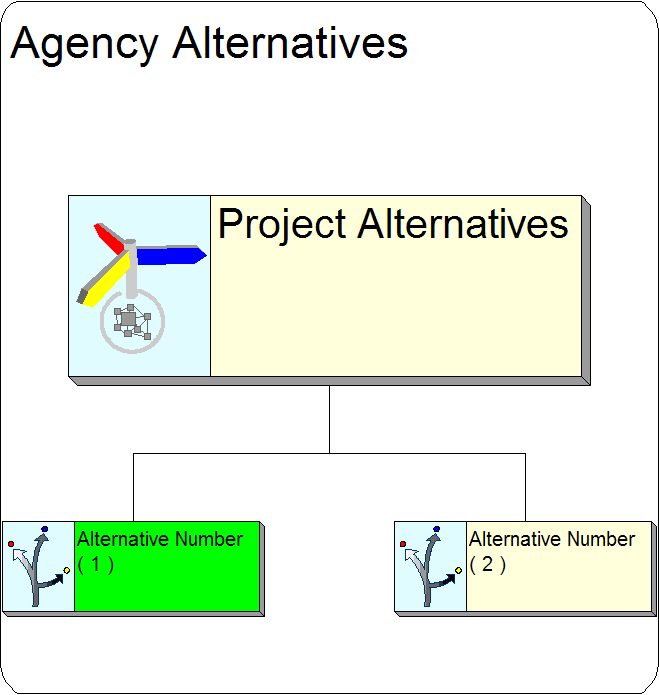 Agency Alternatives
Project Alternatives
Alternative Number
( 1 )
Alternative Number
( 2 )